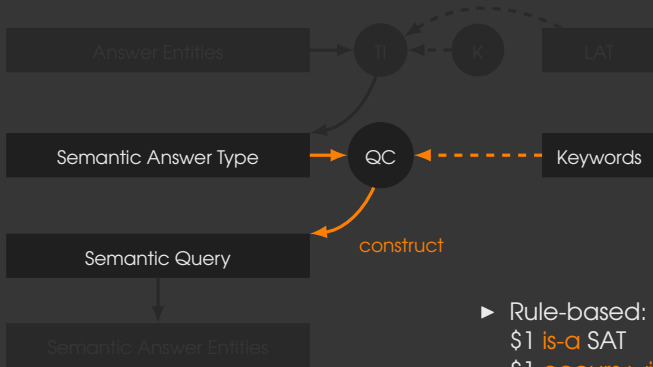 Answer Entities TI K LAT
Semantic Answer Type QC Keywords
Semantic Query construct
► Rule-based:
$1 is-a SAT
Semantic Answer Entities
$1